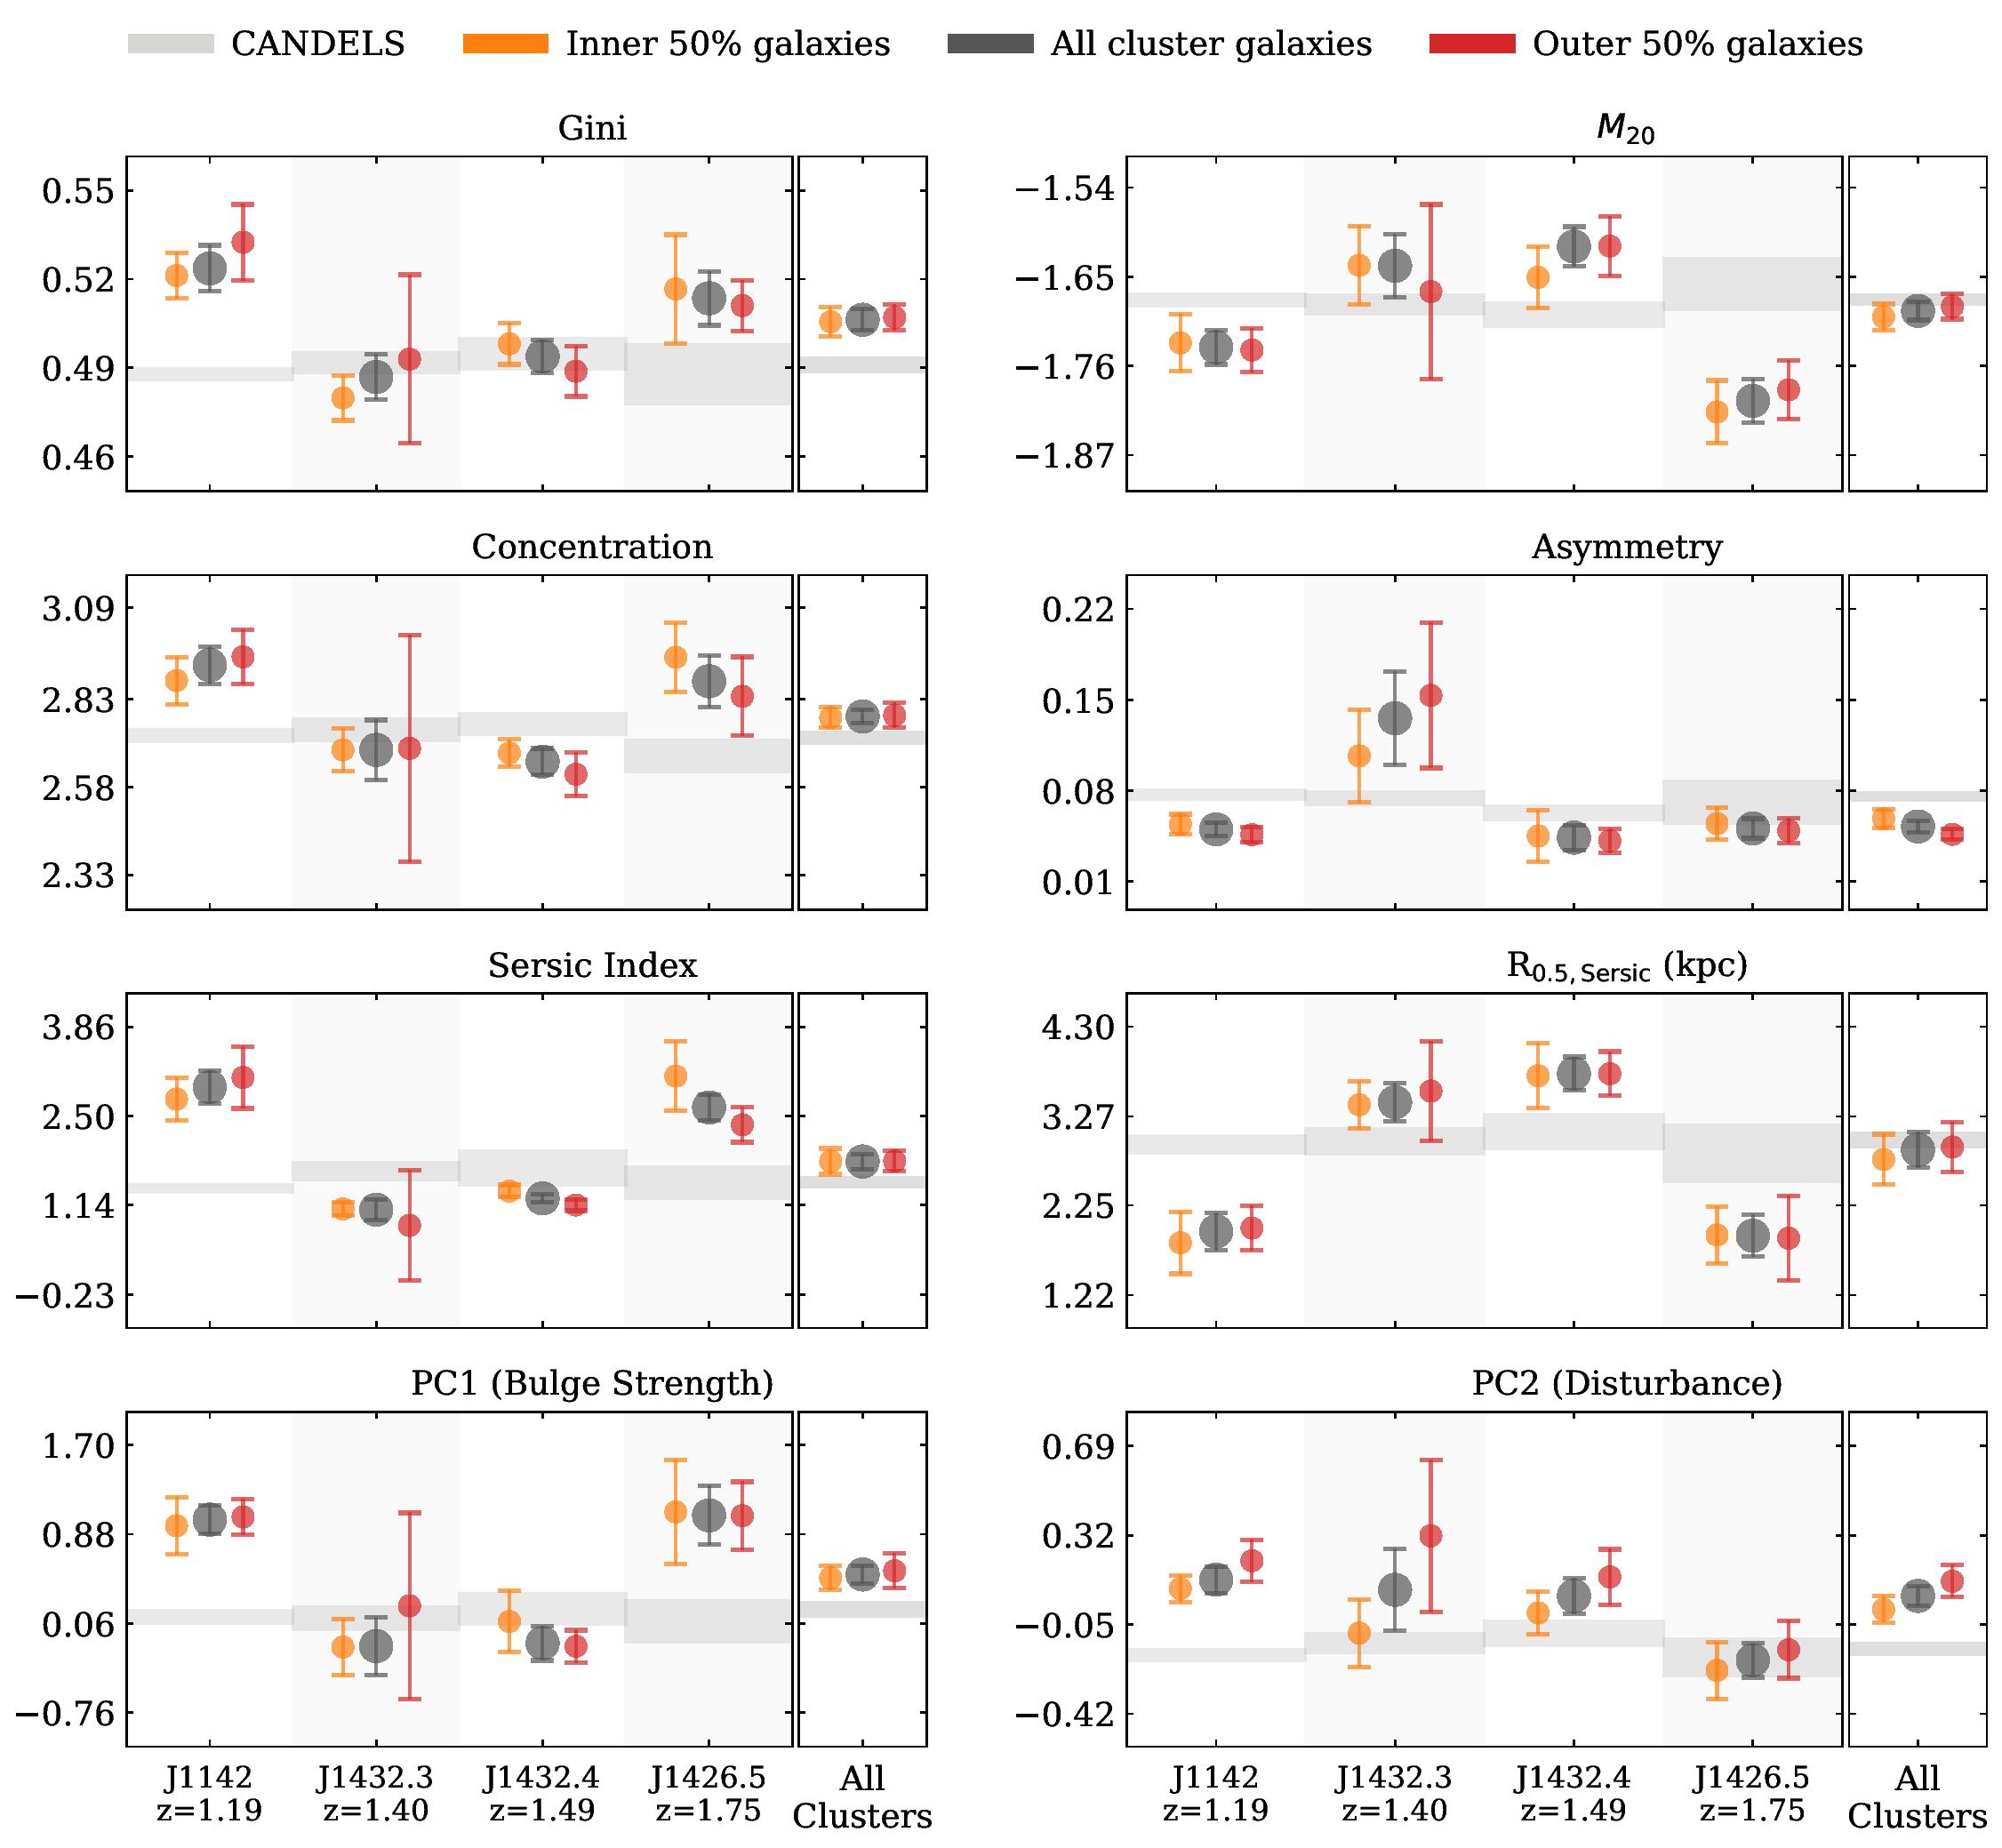 CANDELS Inner 50% galaxies All cluster galaxies Outer 50% galaxies
Gini
0.55
0.52
0.49
0.46
M20
−1.54
−1.65
−1.76
−1.87
Concentration
3.09
2.83
2.58
2.33
Asymmetry
0.22
0.15
0.08
0.01
Sersic Index
3.86
2.50
1.14
−0.23
R0.5, Sersic (kpc)
4.30
3.27
2.25
1.22
PC1 (Bulge Strength)
1.70
0.88
0.06
−0.76
PC2 (Disturbance)
0.69
0.32
−0.05
−0.42
J1142 J1432.3 J1432.4 J1426.5 All
z=1.19 z=1.40 z=1.49 z=1.75 Clusters
J1142 J1432.3 J1432.4 J1426.5 All
z=1.19 z=1.40 z=1.49 z=1.75 Clusters